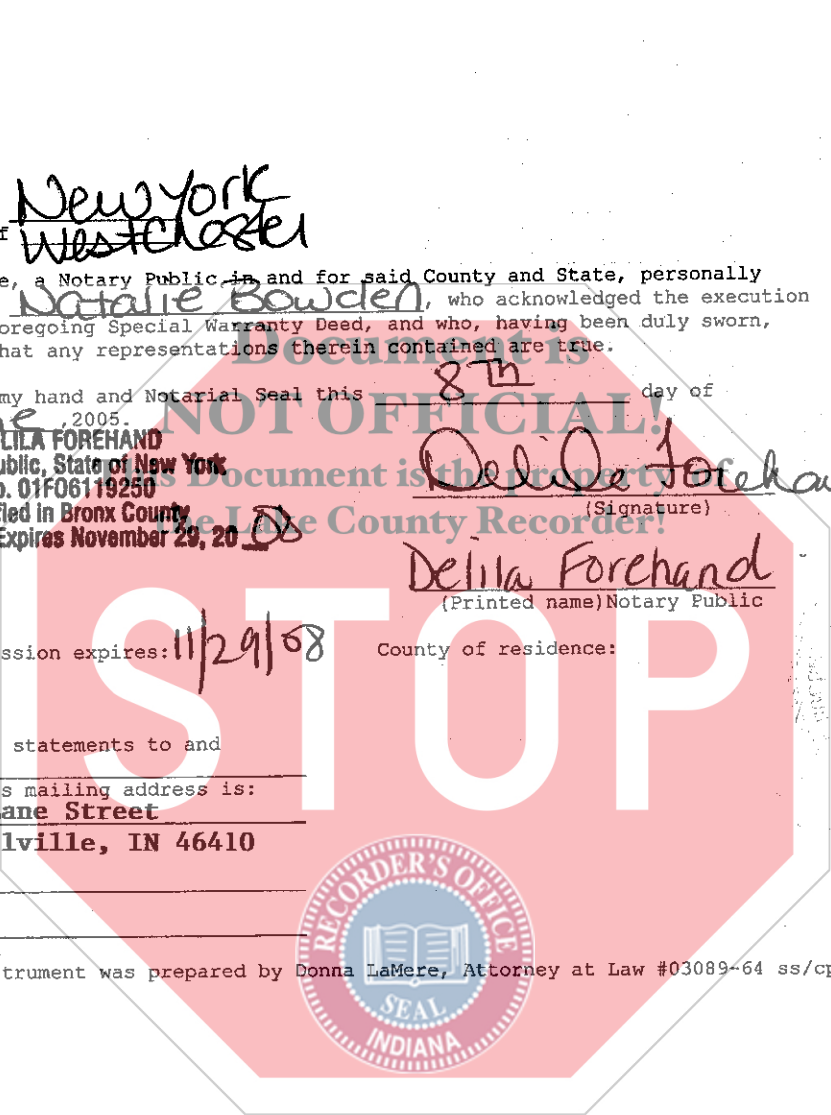 New York
f Westchester
e, a Notary Public in and for said County and State, personally
Natalie Bowden, who acknowledged the execution
oregoing Special Warranty Deed, and who, having been duly sworn,
hat any representations therein contained are true.
Document is
my hand and Notarial Seal this 8th day of
NOT OFFICIAL!
e, 2005.
LILA FOREHAND
ublic, State of New York
o. 01FO6119250
fied in Bronx County
Expires November 29, 20 08
This Document is the property of
the Lake County Recorder!
Delila Foreha
(Signature)
Delila Forehand
(Printed name)Notary Public
STOP
ssion expires: 11/29/08 County of residence:
statements to and
s mailing address is:
ane Street
lville, IN 46410
RECORDER'S OFFICE
SEAL
INDIANA
trument was prepared by Donna LaMere, Attorney at Law #03089-64 ss/cp